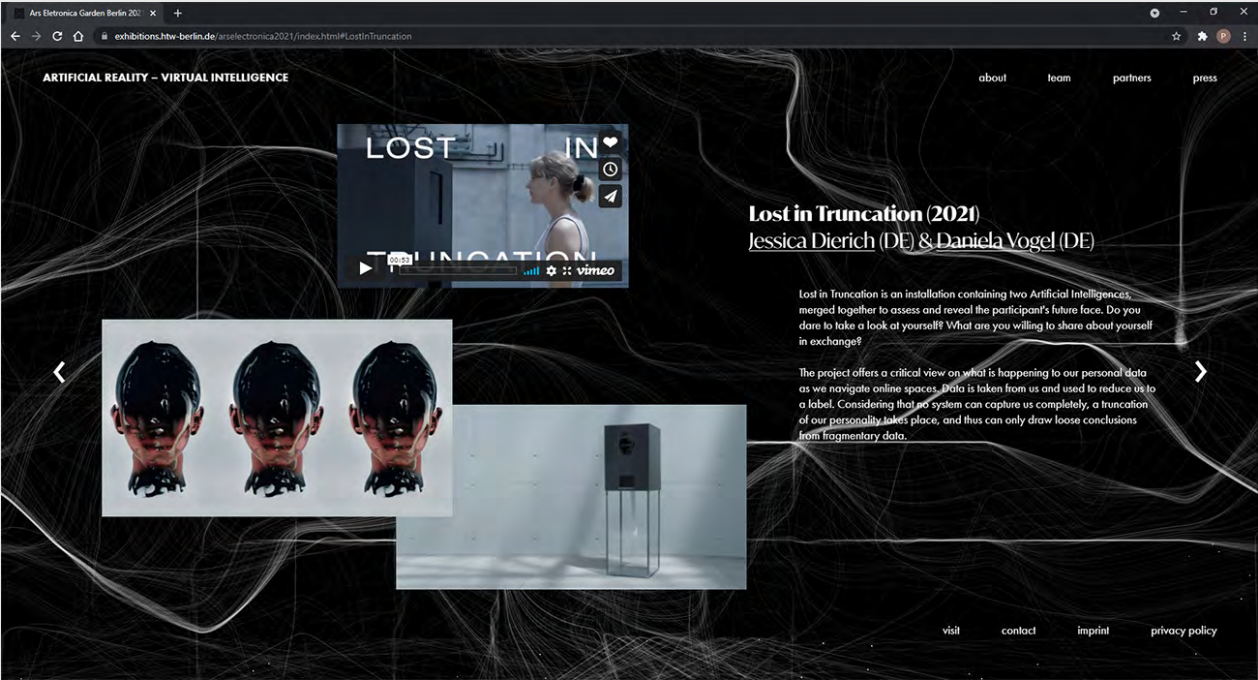 Ars Eletronica Garden Berlin 202
exhibitions.htw-berlin.de/arselectronica2021/index.html#LostInTruncation
P
ARTIFICIAL REALITY – VIRTUAL INTELLIGENCE
about team partners press
LOST IN
TRUNCATION
00:53
vimeo
Lost in Truncation (2021)
Jessica Dierich (DE) & Daniela Vogel (DE)
Lost in Truncation is an installation containing two Artificial Intelligences,
merged together to assess and reveal the participant's future face. Do you
dare to take a look at yourself? What are you willing to share about yourself
in exchange?
The project offers a critical view on what is happening to our personal data
as we navigate online spaces. Data is taken from us and used to reduce us to
a label. Considering that no system can capture us completely, a truncation
of our personality takes place, and thus can only draw loose conclusions
from fragmentary data.
visit contact imprint privacy policy